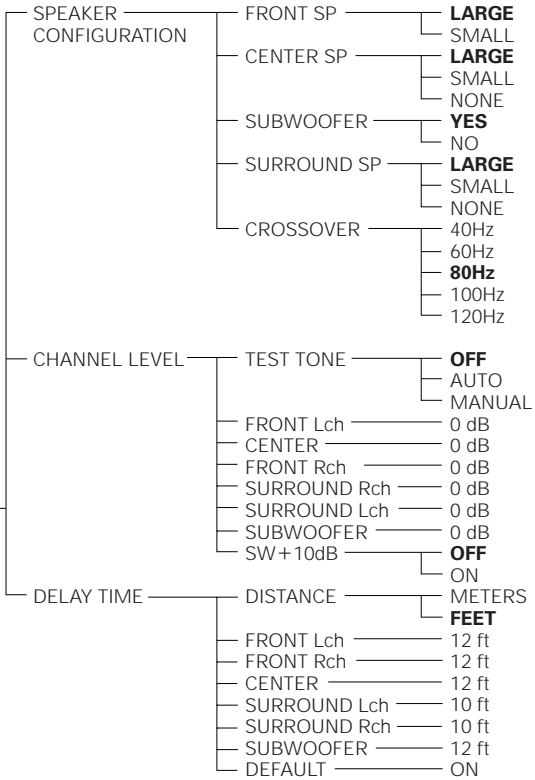 SPEAKER FRONT SP LARGE
CONFIGURATION SMALL
CENTER SP LARGE
SMALL
NONE
SUBWOOFER YES
NO
SURROUND SP LARGE
SMALL
NONE
CROSSOVER 40Hz
60Hz
80Hz
100Hz
120Hz
CHANNEL LEVEL TEST TONE OFF
AUTO
MANUAL
FRONT Lch 0 dB
CENTER 0 dB
FRONT Rch 0 dB
SURROUND Rch 0 dB
SURROUND Lch 0 dB
SUBWOOFER 0 dB
SW+10dB OFF
ON
DELAY TIME DISTANCE METERS
FEET
FRONT Lch 12 ft
FRONT Rch 12 ft
CENTER 12 ft
SURROUND Lch 10 ft
SURROUND Rch 10 ft
SUBWOOFER 12 ft
DEFAULT ON